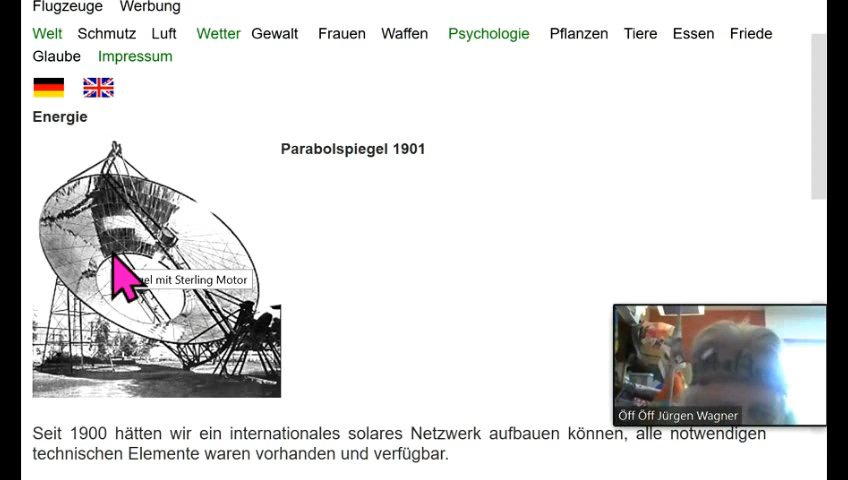 Flugzeuge Werbung
Welt Schmutz Luft Wetter Gewalt Frauen Waffen Psychologie Pflanzen Tiere Essen Friede
Glaube Impressum
Energie
Parabolspiegel 1901
mit Sterling Motor
Öff Öff Jürgen Wagner
Seit 1900 hätten wir ein internationales solares Netzwerk aufbauen können, alle notwendigen
technischen Elemente waren vorhanden und verfügbar.